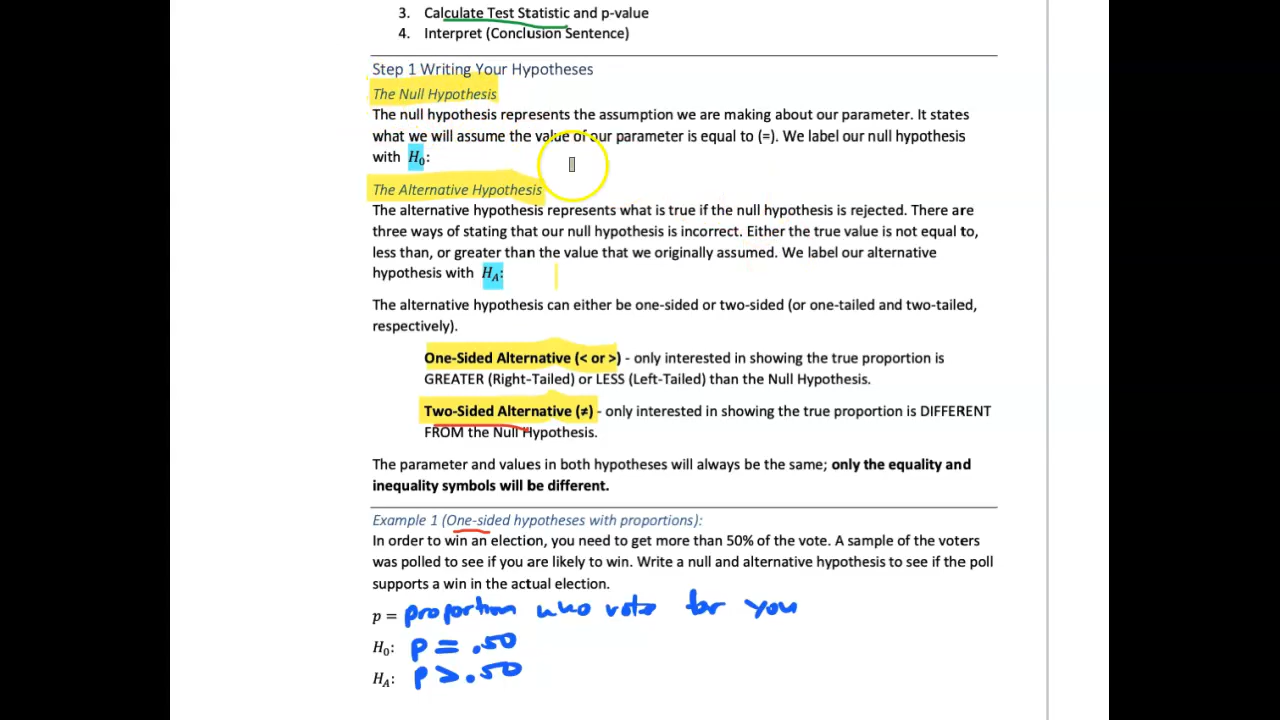 3. Calculate Test Statistic and p-value
4. Interpret (Conclusion Sentence)
Step 1 Writing Your Hypotheses
The Null Hypothesis
The null hypothesis represents the assumption we are making about our parameter. It states
what we will assume the value of our parameter is equal to (=). We label our null hypothesis
with H₀:
The Alternative Hypothesis
The alternative hypothesis represents what is true if the null hypothesis is rejected. There are
three ways of stating that our null hypothesis is incorrect. Either the true value is not equal to,
less than, or greater than the value that we originally assumed. We label our alternative
hypothesis with H_A:
The alternative hypothesis can either be one-sided or two-sided (or one-tailed and two-tailed,
respectively).
One-Sided Alternative (< or >) - only interested in showing the true proportion is
GREATER (Right-Tailed) or LESS (Left-Tailed) than the Null Hypothesis.
Two-Sided Alternative (≠) - only interested in showing the true proportion is DIFFERENT
FROM the Null Hypothesis.
The parameter and values in both hypotheses will always be the same; only the equality and
inequality symbols will be different.
Example 1 (One-sided hypotheses with proportions):
In order to win an election, you need to get more than 50% of the vote. A sample of the voters
was polled to see if you are likely to win. Write a null and alternative hypothesis to see if the poll
supports a win in the actual election.
p = proportion who vote for you
H₀: p = .50
H_A: p > .50